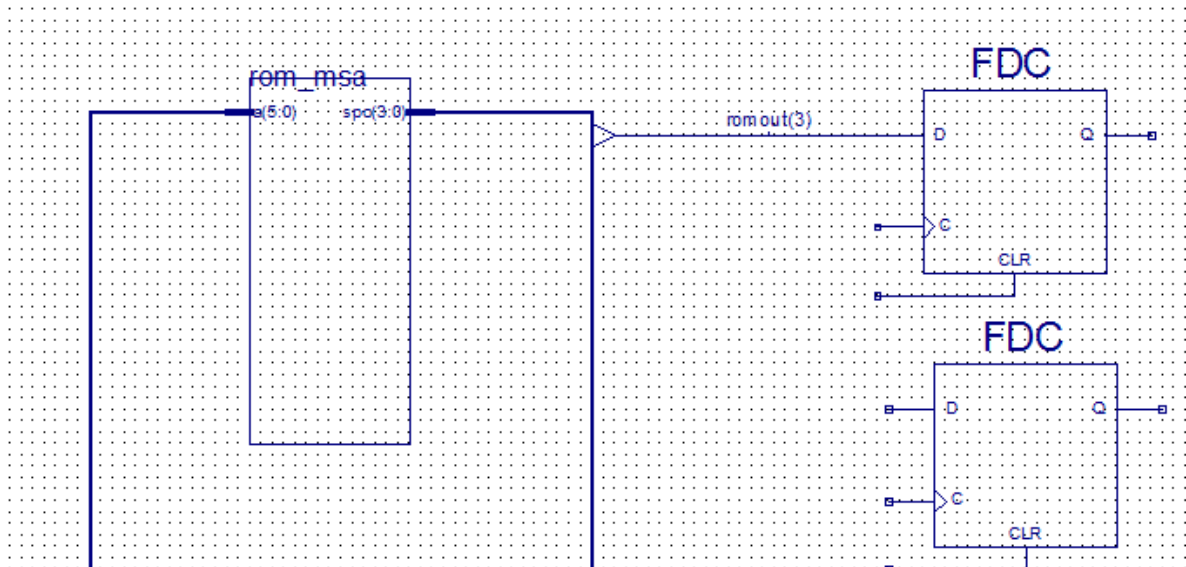 FDC
rom_msa
a(5:0) spo(3:0)
romout(3)
D Q
C
CLR
FDC
D Q
C
CLR